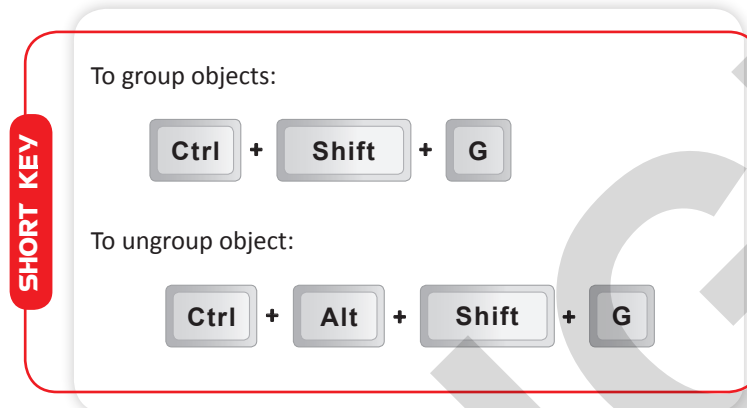 SHORT KEY
To group objects:
Ctrl + Shift + G
To ungroup object:
Ctrl + Alt + Shift + G